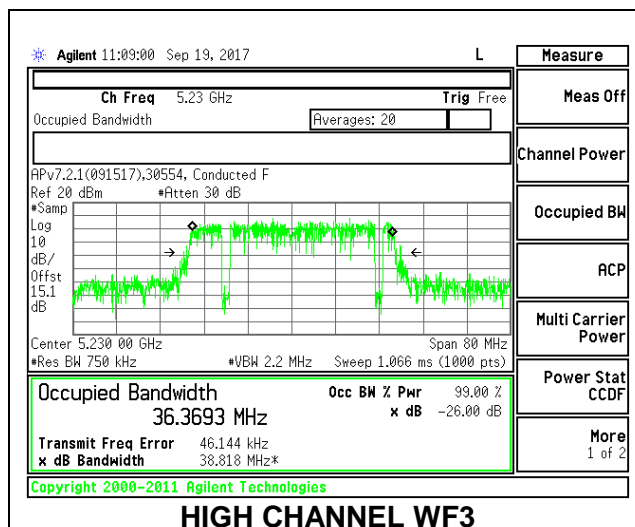 Agilent 11:09:00 Sep 19, 2017 L
Measure
Ch Freq 5.23 GHz Trig Free
Meas Off
Occupied Bandwidth Averages: 20
Channel Power
APv7.2.1(091517),30554, Conducted F
Ref 20 dBm #Atten 30 dB
#Samp
Occupied BW
Log
10
dB/
ACP
Offst
15.1
dB
Multi Carrier
Power
Center 5.230 00 GHz Span 80 MHz
#Res BW 750 kHz #VBW 2.2 MHz Sweep 1.066 ms (1000 pts)
Power Stat
CCDF
Occupied Bandwidth Occ BW % Pwr 99.00 %
36.3693 MHz x dB -26.00 dB
More
1 of 2
Transmit Freq Error 46.144 kHz
x dB Bandwidth 38.818 MHz*
Copyright 2000-2011 Agilent Technologies
HIGH CHANNEL WF3